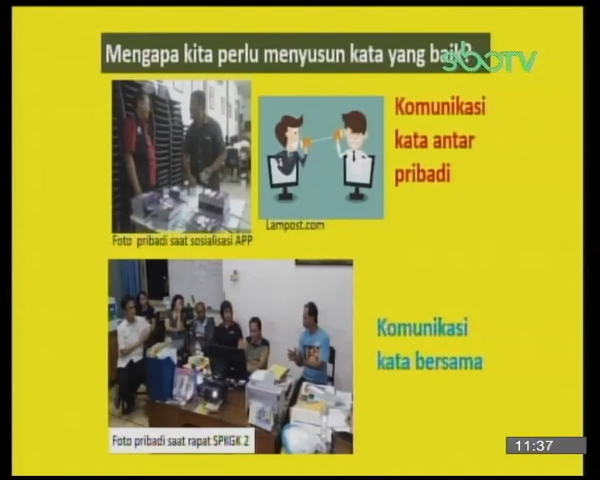 Mengapa kita perlu menyusun kata yang baik?
SBOTV
Komunikasi
kata antar
pribadi
Lampost.com
Foto pribadi saat sosialisasi APP
Komunikasi
kata bersama
Foto pribadi saat rapat SPKGK 2
11:37